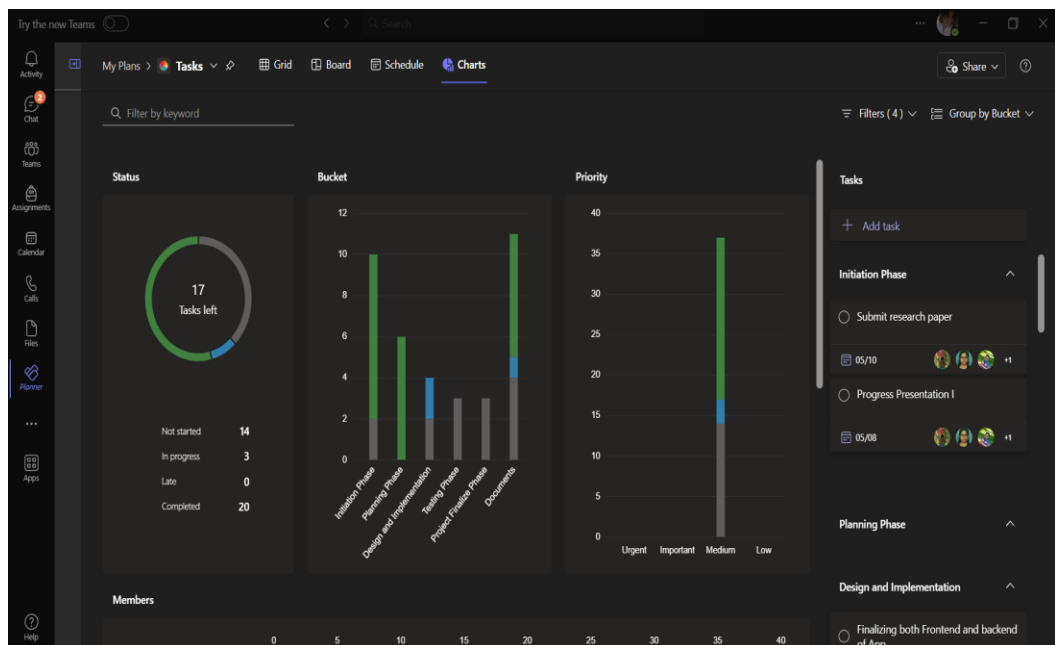 Try the new Teams
Search
Activity
2
Chat
Teams
Assignments
Calendar
Calls
Files
Planner
Apps
Help
My Plans > Tasks
Grid
Board
Schedule
Charts
Share
Filter by keyword
Filters ( 4 )
Group by Bucket
Status
17
Tasks left
Not started 14
In progress 3
Late 0
Completed 20
Bucket
12
10
8
6
4
2
0
Initiation Phase
Planning Phase
Design and Implementation
Testing Phase
Project Finalize Phase
Documents
Priority
40
35
30
25
20
15
10
5
0
Urgent Important Medium Low
Members
0 5 10 15 20 25 30 35 40
Tasks
+ Add task
Initiation Phase
Submit research paper
05/10 +1
Progress Presentation I
05/08 +1
Planning Phase
Design and Implementation
Finalizing both Frontend and backend
of App